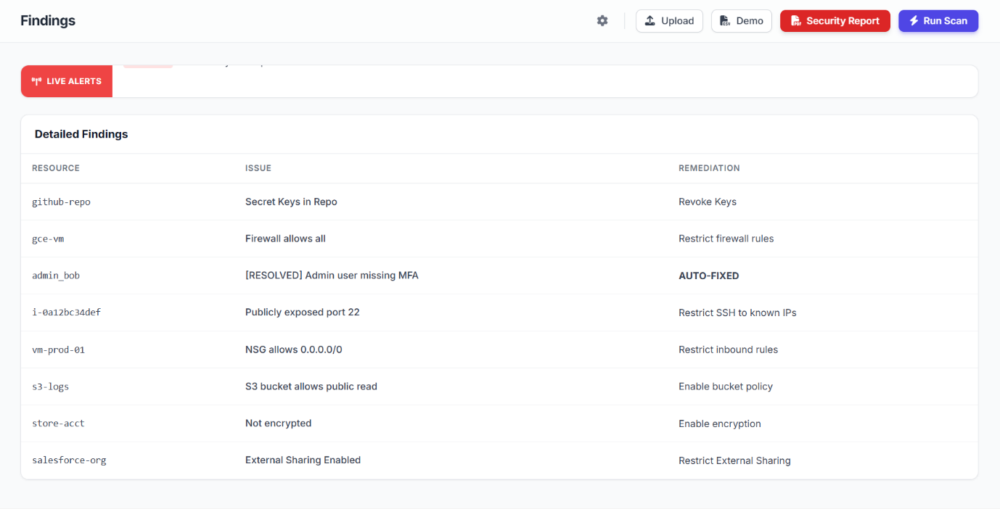 Findings
Upload
Demo
Security Report
Run Scan
LIVE ALERTS
Detailed Findings
RESOURCE ISSUE REMEDIATION
github-repo Secret Keys in Repo Revoke Keys
gce-vm Firewall allows all Restrict firewall rules
admin_bob [RESOLVED] Admin user missing MFA AUTO-FIXED
i-0a12bc34def Publicly exposed port 22 Restrict SSH to known IPs
vm-prod-01 NSG allows 0.0.0.0/0 Restrict inbound rules
s3-logs S3 bucket allows public read Enable bucket policy
store-acct Not encrypted Enable encryption
salesforce-org External Sharing Enabled Restrict External Sharing